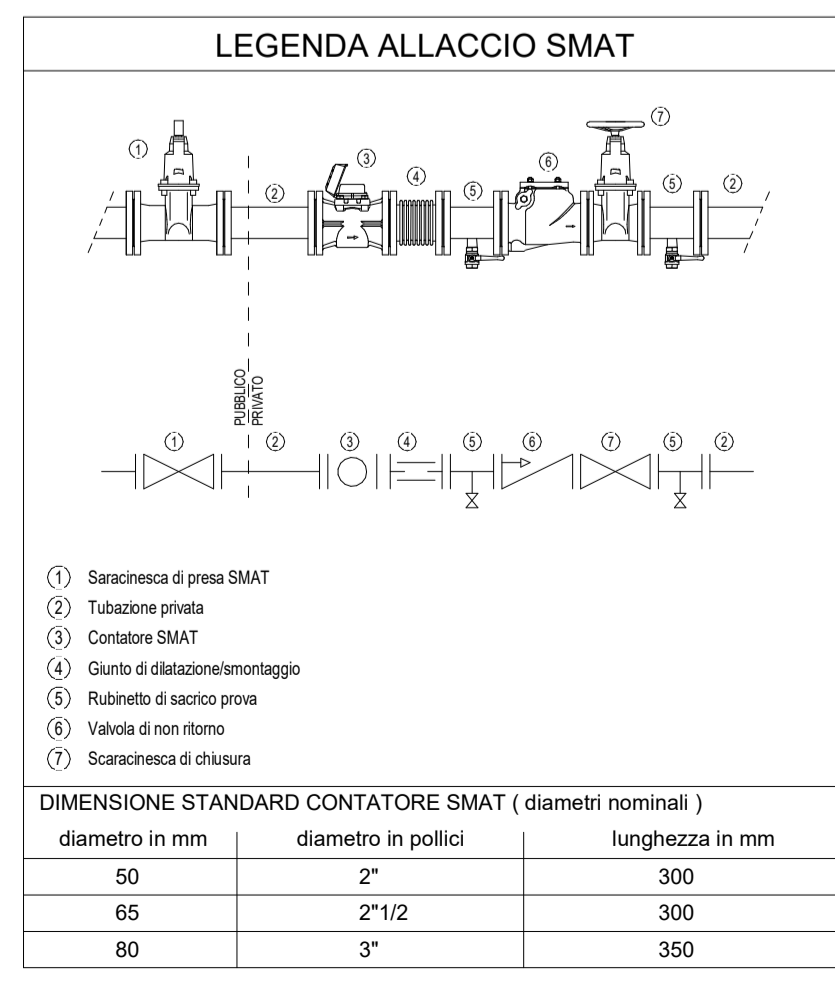 LEGENDA ALLACCIO SMAT
1 2 3 4 5 6 7 5 2
PUBBLICO
PRIVATO
1 2 3 4 5 6 7 5 2
1 Saracinesca di presa SMAT
2 Tubazione privata
3 Contatore SMAT
4 Giunto di dilatazione/smontaggio
5 Rubinetto di sacrico prova
6 Valvola di non ritorno
7 Scaracinesca di chiusura
DIMENSIONE STANDARD CONTATORE SMAT ( diametri nominali )
diametro in mm diametro in pollici lunghezza in mm
50 2" 300
65 2"1/2 300
80 3" 350